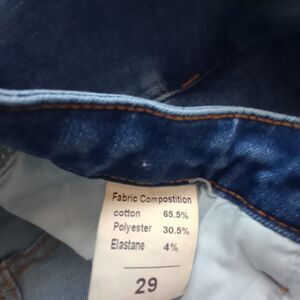 Fabric Compostition
cotton 65.5%
Polyester 30.5%
Elastane 4%
29